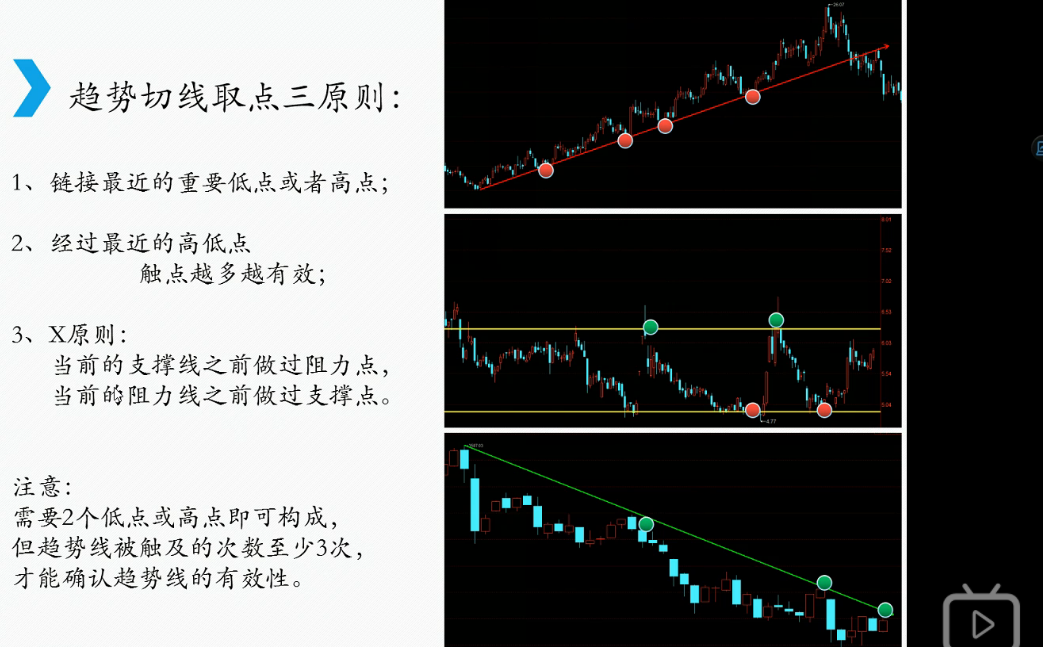 趋势切线取点三原则：
1、链接最近的重要低点或者高点；
2、经过最近的高低点
触点越多越有效；
3、X原则：
当前的支撑线之前做过阻力点，
当前的阻力线之前做过支撑点。
注意：
需要2个低点或高点即可构成，
但趋势线被触及的次数至少3次，
才能确认趋势线的有效性。
4.77